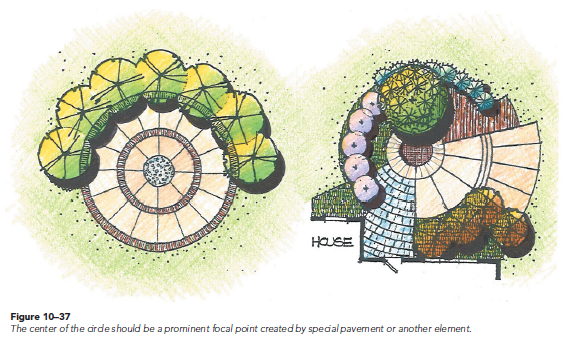 HOUSE
Figure 10–37
The center of the circle should be a prominent focal point created by special pavement or another element.